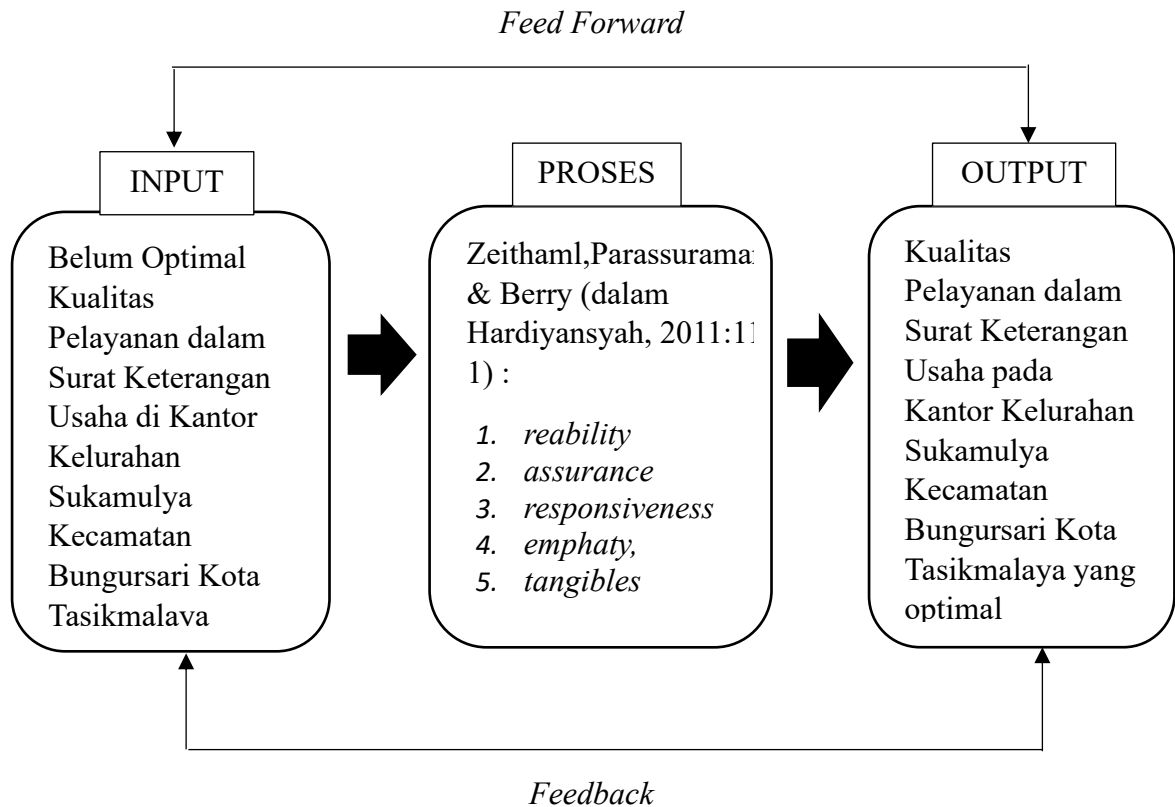 Feed Forward
INPUT
Belum Optimal
Kualitas
Pelayanan dalam
Surat Keterangan
Usaha di Kantor
Kelurahan
Sukamulya
Kecamatan
Bungursari Kota
Tasikmalaya
PROSES
Zeithaml,Parassuraman
& Berry (dalam
Hardiyansyah, 2011:11
1) :
1. reability
2. assurance
3. responsiveness
4. emphaty,
5. tangibles
OUTPUT
Kualitas
Pelayanan dalam
Surat Keterangan
Usaha pada
Kantor Kelurahan
Sukamulya
Kecamatan
Bungursari Kota
Tasikmalaya yang
optimal
Feedback